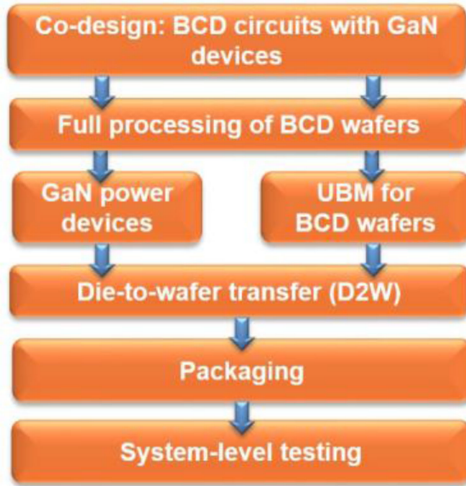 Co-design: BCD circuits with GaN
devices
Full processing of BCD wafers
GaN power
devices
UBM for
BCD wafers
Die-to-wafer transfer (D2W)
Packaging
System-level testing